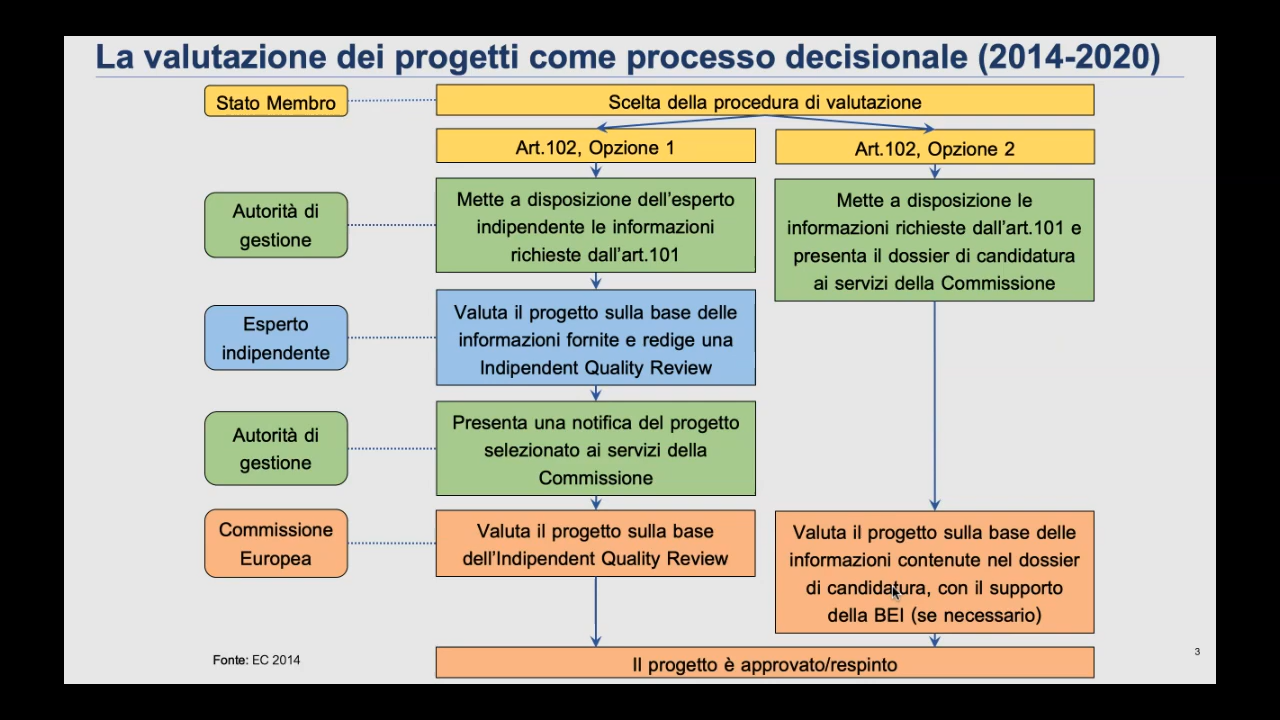 La valutazione dei progetti come processo decisionale (2014-2020)
Stato Membro
Scelta della procedura di valutazione
Art.102, Opzione 1
Art.102, Opzione 2
Autorità di
gestione
Mette a disposizione dell'esperto
indipendente le informazioni
richieste dall'art.101
Mette a disposizione le
informazioni richieste dall'art.101 e
presenta il dossier di candidatura
ai servizi della Commissione
Esperto
indipendente
Valuta il progetto sulla base delle
informazioni fornite e redige una
Indipendent Quality Review
Autorità di
gestione
Presenta una notifica del progetto
selezionato ai servizi della
Commissione
Commissione
Europea
Valuta il progetto sulla base
dell'Indipendent Quality Review
Valuta il progetto sulla base delle
informazioni contenute nel dossier
di candidatura, con il supporto
della BEI (se necessario)
Il progetto è approvato/respinto
Fonte: EC 2014
3